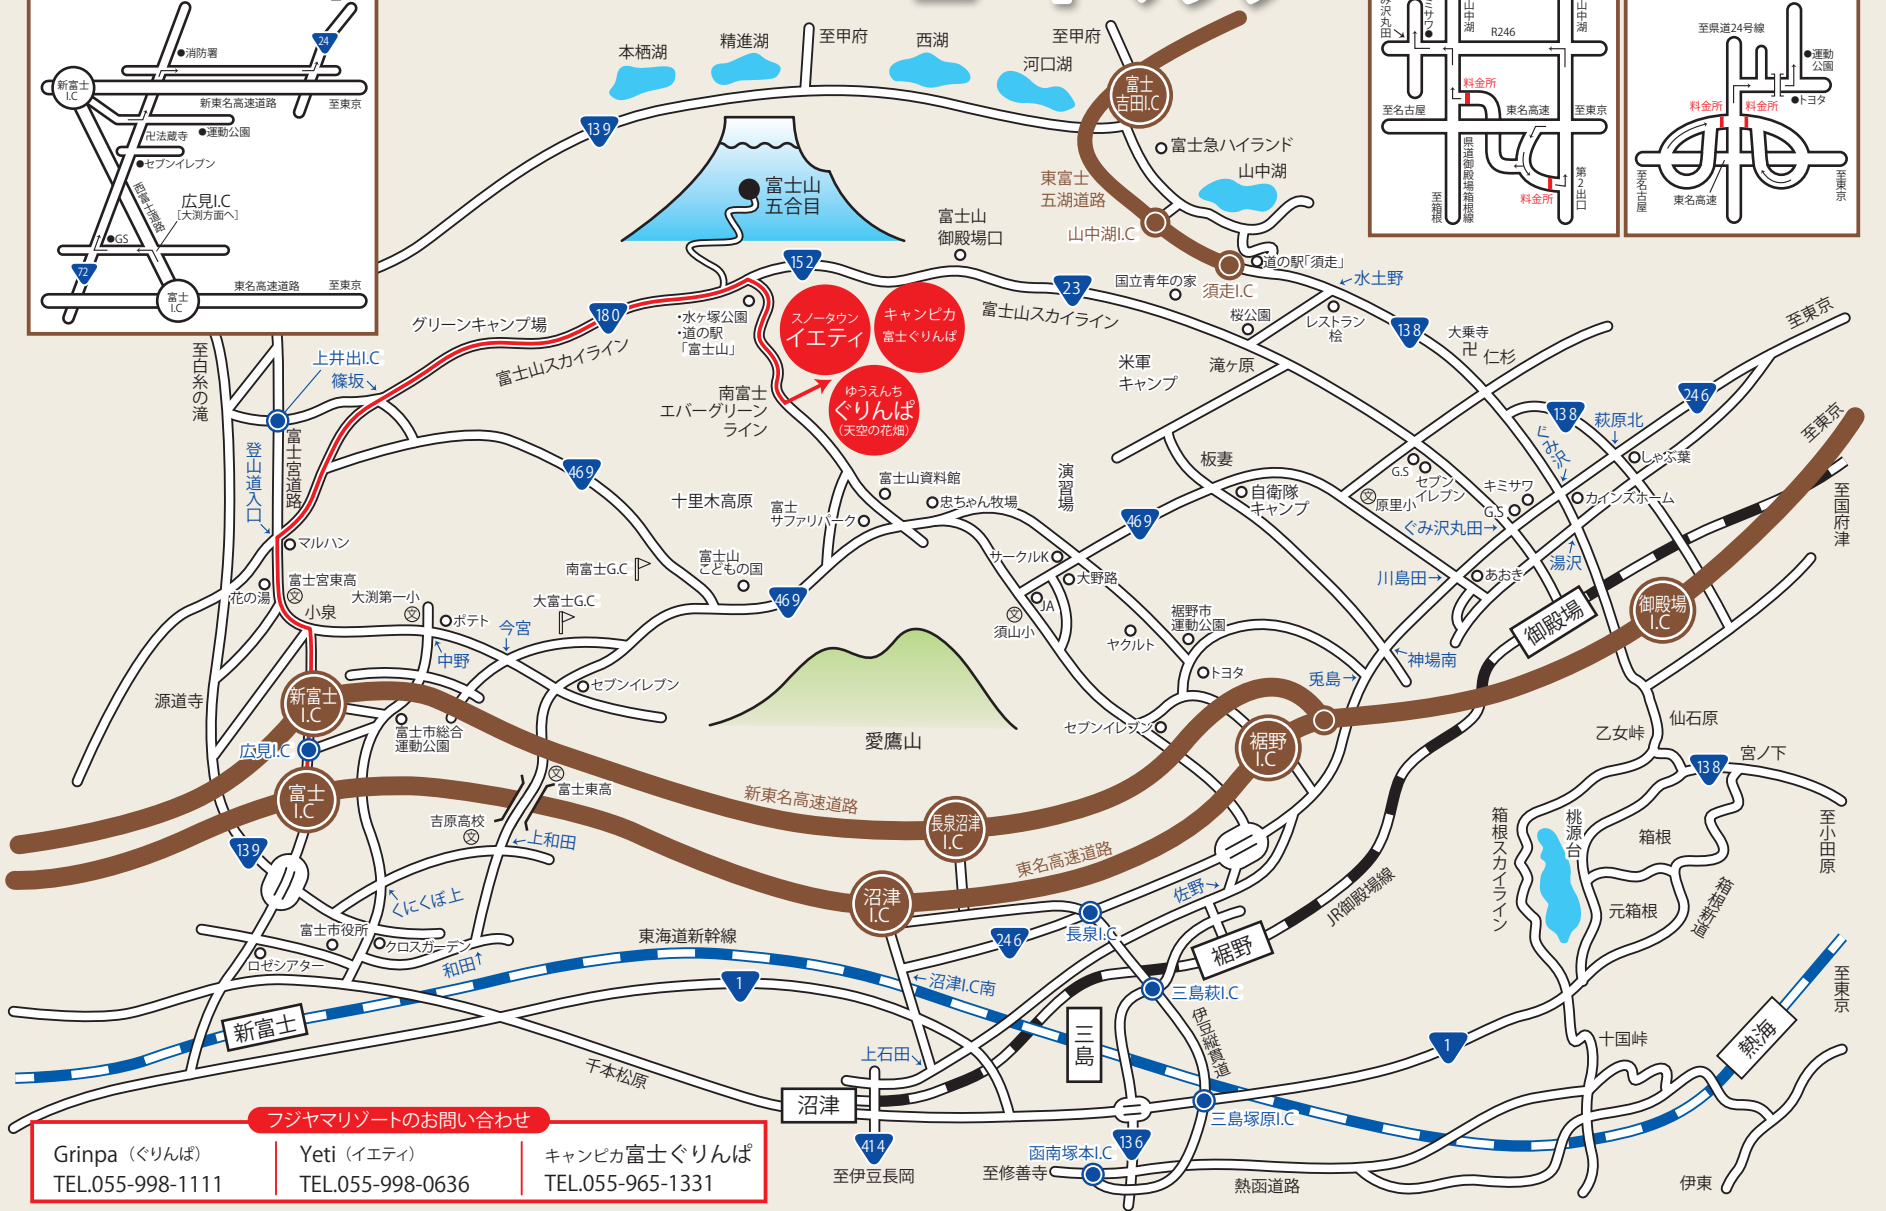 消防署
24
新富士
I.C
新東名高速道路
至東京
卍法蔵寺
運動公園
セブンイレブン
西富士道路
広見I.C
[大渕方面へ]
GS
72
富士
I.C
東名高速道路
至東京
本栖湖
精進湖
至甲府
西湖
至甲府
河口湖
139
富士
吉田I.C
富士急ハイランド
山中湖
東富士
五湖道路
山中湖I.C
富士山
五合目
富士山
御殿場口
道の駅「須走」
須走I.C
←水土野
山中湖
R246
山中湖
料金所
至名古屋
東名高速
至東京
県道御殿場箱根線
至箱根
料金所
第2出口
至県道24号線
運動
公園
料金所
料金所
トヨタ
至名古屋
東名高速
至東京
152
23
180
国立青年の家
富士山スカイライン
桜公園
レストラン
桧
138
大乗寺
卍
仁杉
至東京
グリーンキャンプ場
・水ヶ塚公園
・道の駅
「富士山」
スノータウン
イエティ
キャンピカ
富士ぐりんぱ
ゆうえんち
ぐりんぱ
(天空の花畑)
富士山スカイライン
南富士
エバーグリーン
ライン
米軍
キャンプ
滝ヶ原
246
138
萩原北
↓
至東京
至白糸の滝
上井出I.C
篠坂↘
富士宮道路
登山道入口
↓
469
十里木高原
富士
サファリパーク
富士山資料館
忠ちゃん牧場
演習場
板妻
自衛隊
キャンプ
469
原里小
G.S
セブン
イレブン
キミサワ
G.S
ぐみ沢↓
しゃぶ葉
カインズホーム
ぐみ沢丸田→
至国府津
マルハン
花の湯
富士宮東高
小泉
大渕第一小
ポテト
今宮
↓
中野
南富士G.C
大富士G.C
富士山
こどもの国
469
サークルK
大野路
JA
須山小
ヤクルト
裾野市
運動公園
トヨタ
川島田→
あおき
湯沢
御殿場
御殿場
I.C
←神場南
兎島→
源道寺
新富士
I.C
広見I.C
富士
I.C
富士市総合
運動公園
セブンイレブン
富士東高
吉原高校
←上和田
愛鷹山
新東名高速道路
長泉沼津
I.C
東名高速道路
セブンイレブン
裾野
I.C
仙石原
乙女峠
138
宮ノ下
至小田原
箱根スカイライン
桃源台
箱根
元箱根
箱根新道
139
くにくぼ上
富士市役所
クロスガーデン
ロゼシアター
和田↑
沼津
I.C
246
長泉I.C
佐野→
裾野
JR御殿場線
東海道新幹線
1
←沼津I.C南
三島萩I.C
伊豆縦貫道
三島
新富士
千本松原
上石田↘
沼津
414
至伊豆長岡
1
十国峠
熱海
至東京
三島塚原I.C
136
函南塚本I.C
至修善寺
熱函道路
伊東
フジヤマリゾートのお問い合わせ
Grinpa(ぐりんぱ)
TEL.055-998-1111
Yeti(イエティ)
TEL.055-998-0636
キャンピカ富士ぐりんぱ
TEL.055-965-1331